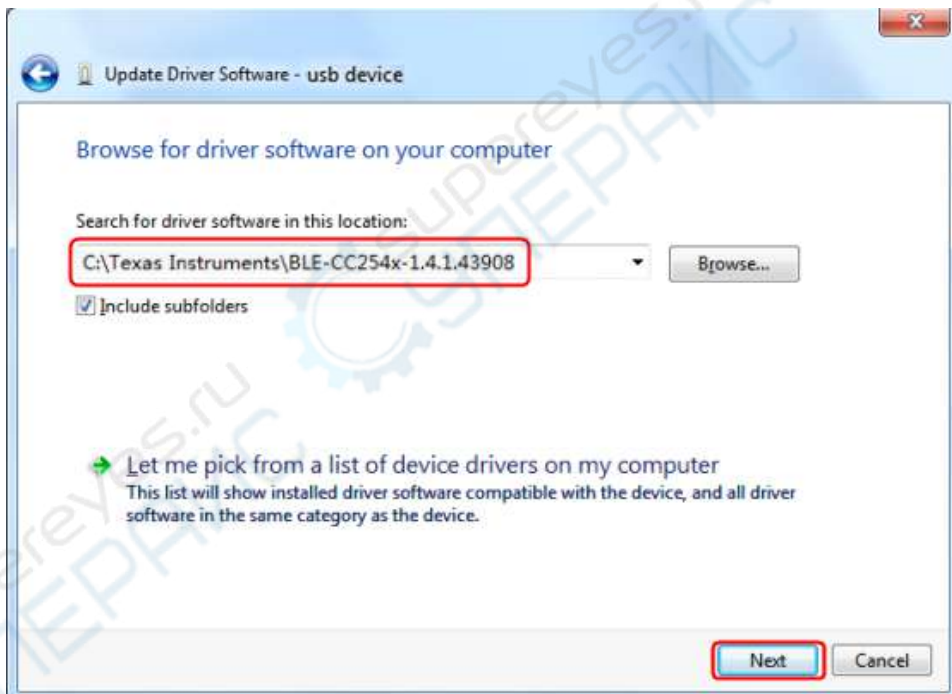 Update Driver Software - usb device
Browse for driver software on your computer
Search for driver software in this location:
C:\Texas Instruments\BLE-CC254x-1.4.1.43908
Browse...
Include subfolders
Let me pick from a list of device drivers on my computer
This list will show installed driver software compatible with the device, and all driver
software in the same category as the device.
Next
Cancel
supereyes.ru
СУПЕРАЙС